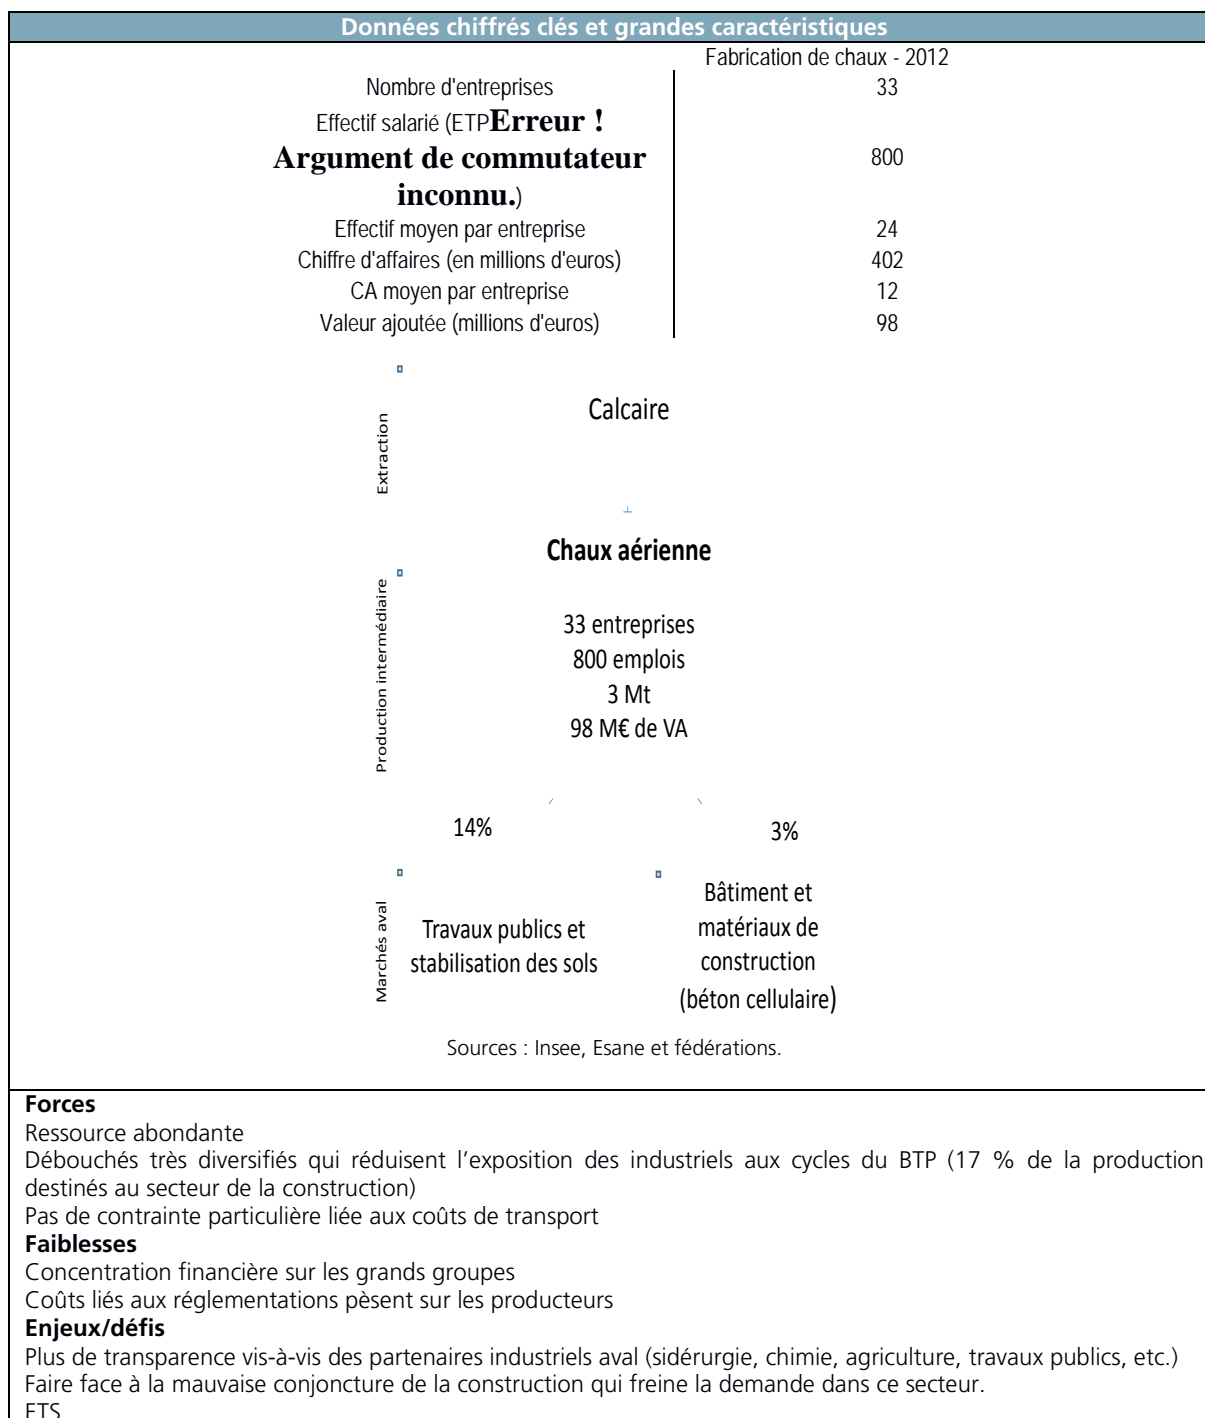 Données chiffrés clés et grandes caractéristiques
Fabrication de chaux - 2012
Nombre d'entreprises 33
Effectif salarié (ETPErreur !
Argument de commutateur
inconnu.) 800
Effectif moyen par entreprise 24
Chiffre d'affaires (en millions d'euros) 402
CA moyen par entreprise 12
Valeur ajoutée (millions d'euros) 98
Extraction
Calcaire
Production intermédiaire
Chaux aérienne
33 entreprises
800 emplois
3 Mt
98 M€ de VA
14% 3%
Marchés aval
Travaux publics et
stabilisation des sols
Bâtiment et
matériaux de
construction
(béton cellulaire)
Sources : Insee, Esane et fédérations.
Forces
Ressource abondante
Débouchés très diversifiés qui réduisent l’exposition des industriels aux cycles du BTP (17 % de la production
destinés au secteur de la construction)
Pas de contrainte particulière liée aux coûts de transport
Faiblesses
Concentration financière sur les grands groupes
Coûts liés aux réglementations pèsent sur les producteurs
Enjeux/défis
Plus de transparence vis-à-vis des partenaires industriels aval (sidérurgie, chimie, agriculture, travaux publics, etc.)
Faire face à la mauvaise conjoncture de la construction qui freine la demande dans ce secteur.
ETS